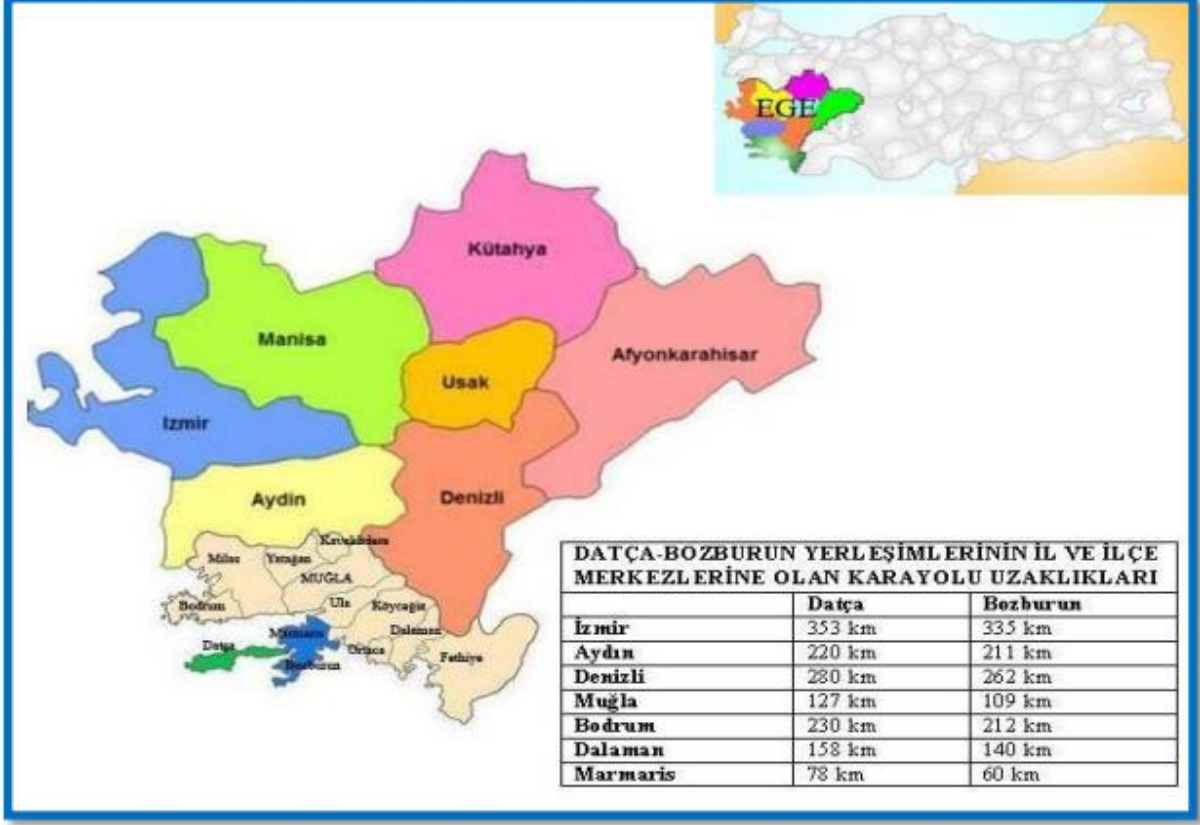 EGE
Kütahya
Manisa
Afyonkarahisar
Usak
Izmir
Aydin
Denizli
Kavaklıdere
Milas
Yatağan
MUĞLA
Bodrum
Ula
Köyceğiz
Marmaris
Dalaman
Datça
Ortaca
Fethiye
Bozburun
DATÇA-BOZBURUN YERLEŞİMLERİNİN İL VE İLÇE
MERKEZLERİNE OLAN KARAYOLU UZAKLIKLARI
Datça Bozburun
İzmir 353 km 335 km
Aydın 220 km 211 km
Denizli 280 km 262 km
Muğla 127 km 109 km
Bodrum 230 km 212 km
Dalaman 158 km 140 km
Marmaris 78 km 60 km